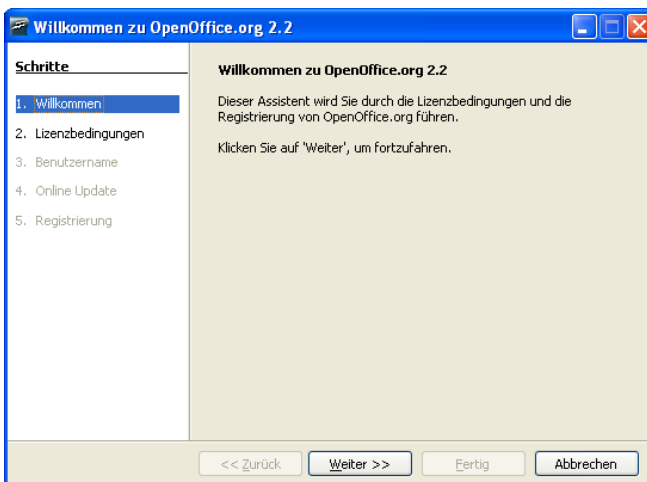 Willkommen zu OpenOffice.org 2.2
Schritte
1. Willkommen
2. Lizenzbedingungen
3. Benutzername
4. Online Update
5. Registrierung
Willkommen zu OpenOffice.org 2.2
Dieser Assistent wird Sie durch die Lizenzbedingungen und die
Registrierung von OpenOffice.org führen.
Klicken Sie auf 'Weiter', um fortzufahren.
<< Zurück Weiter >> Fertig Abbrechen